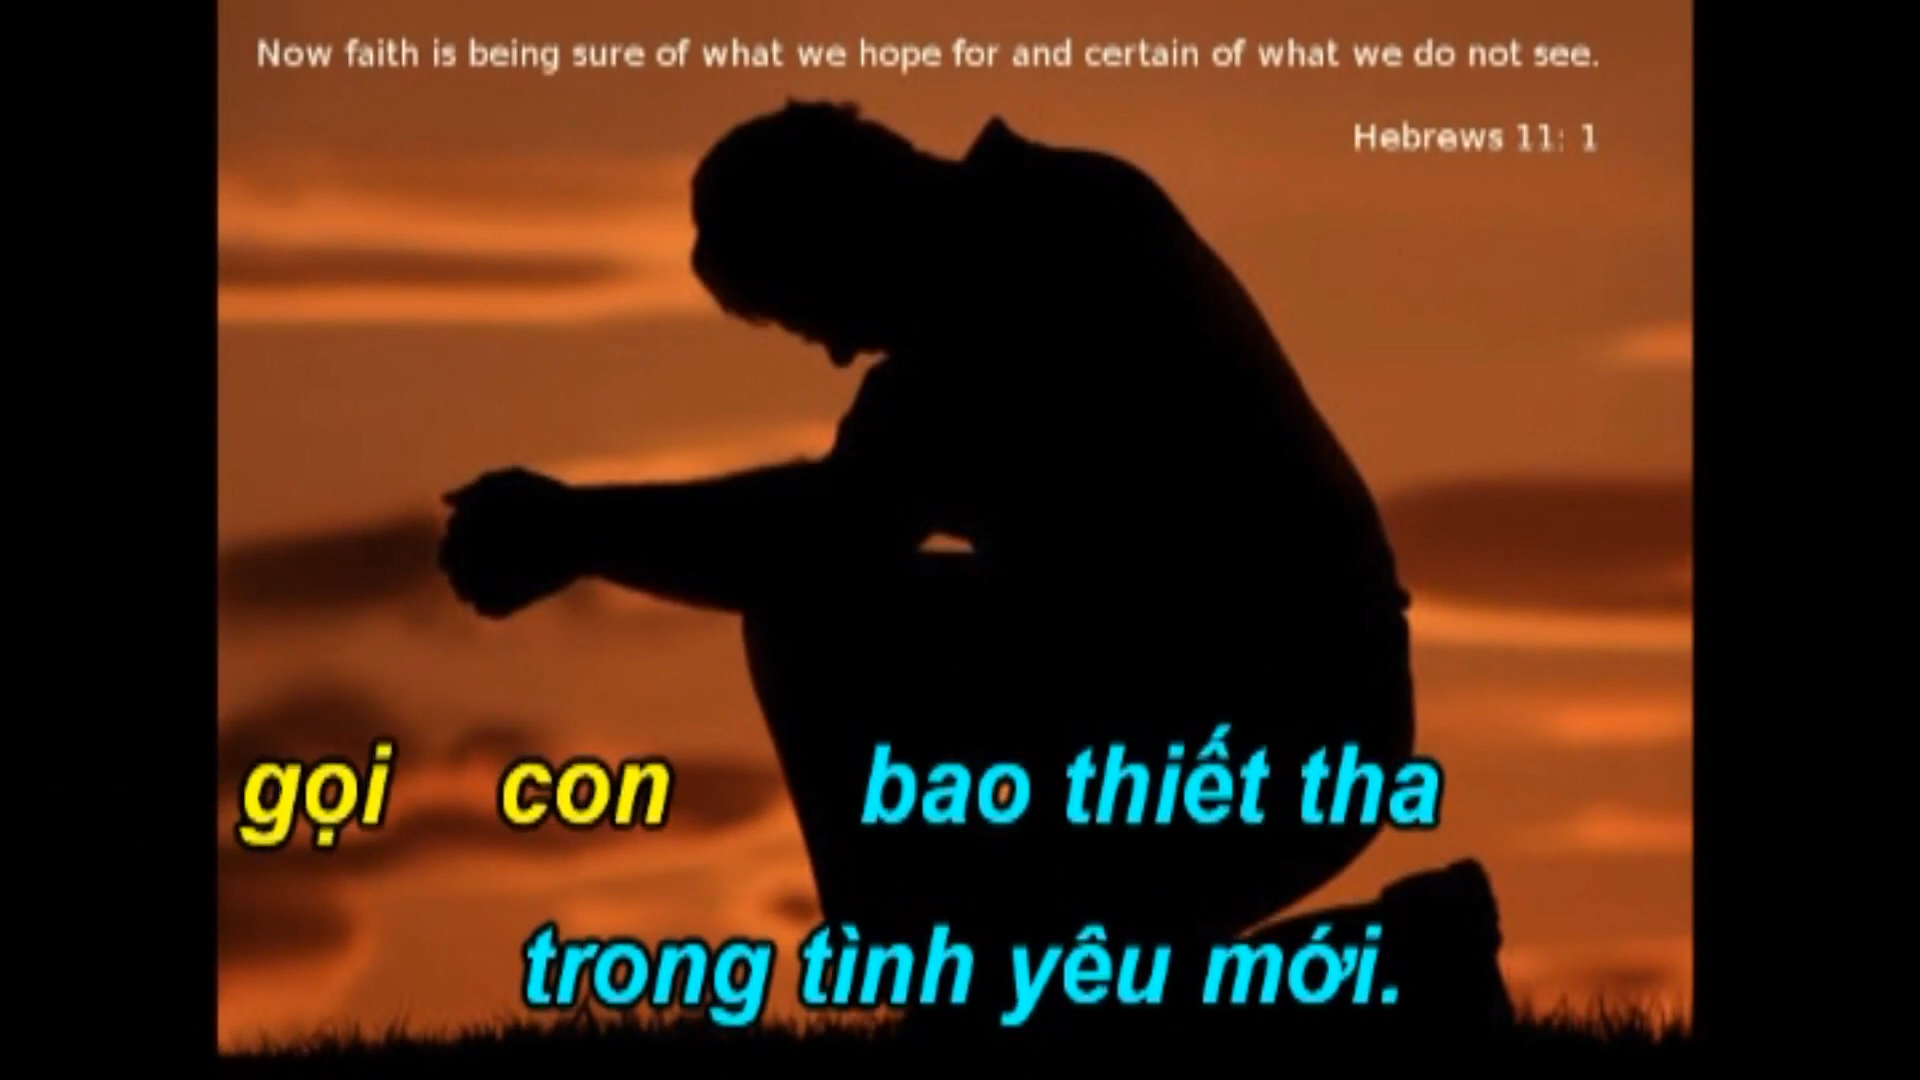 Now faith is being sure of what we hope for and certain of what we do not see.
Hebrews 11: 1
gọi con bao thiết tha
trong tình yêu mới.